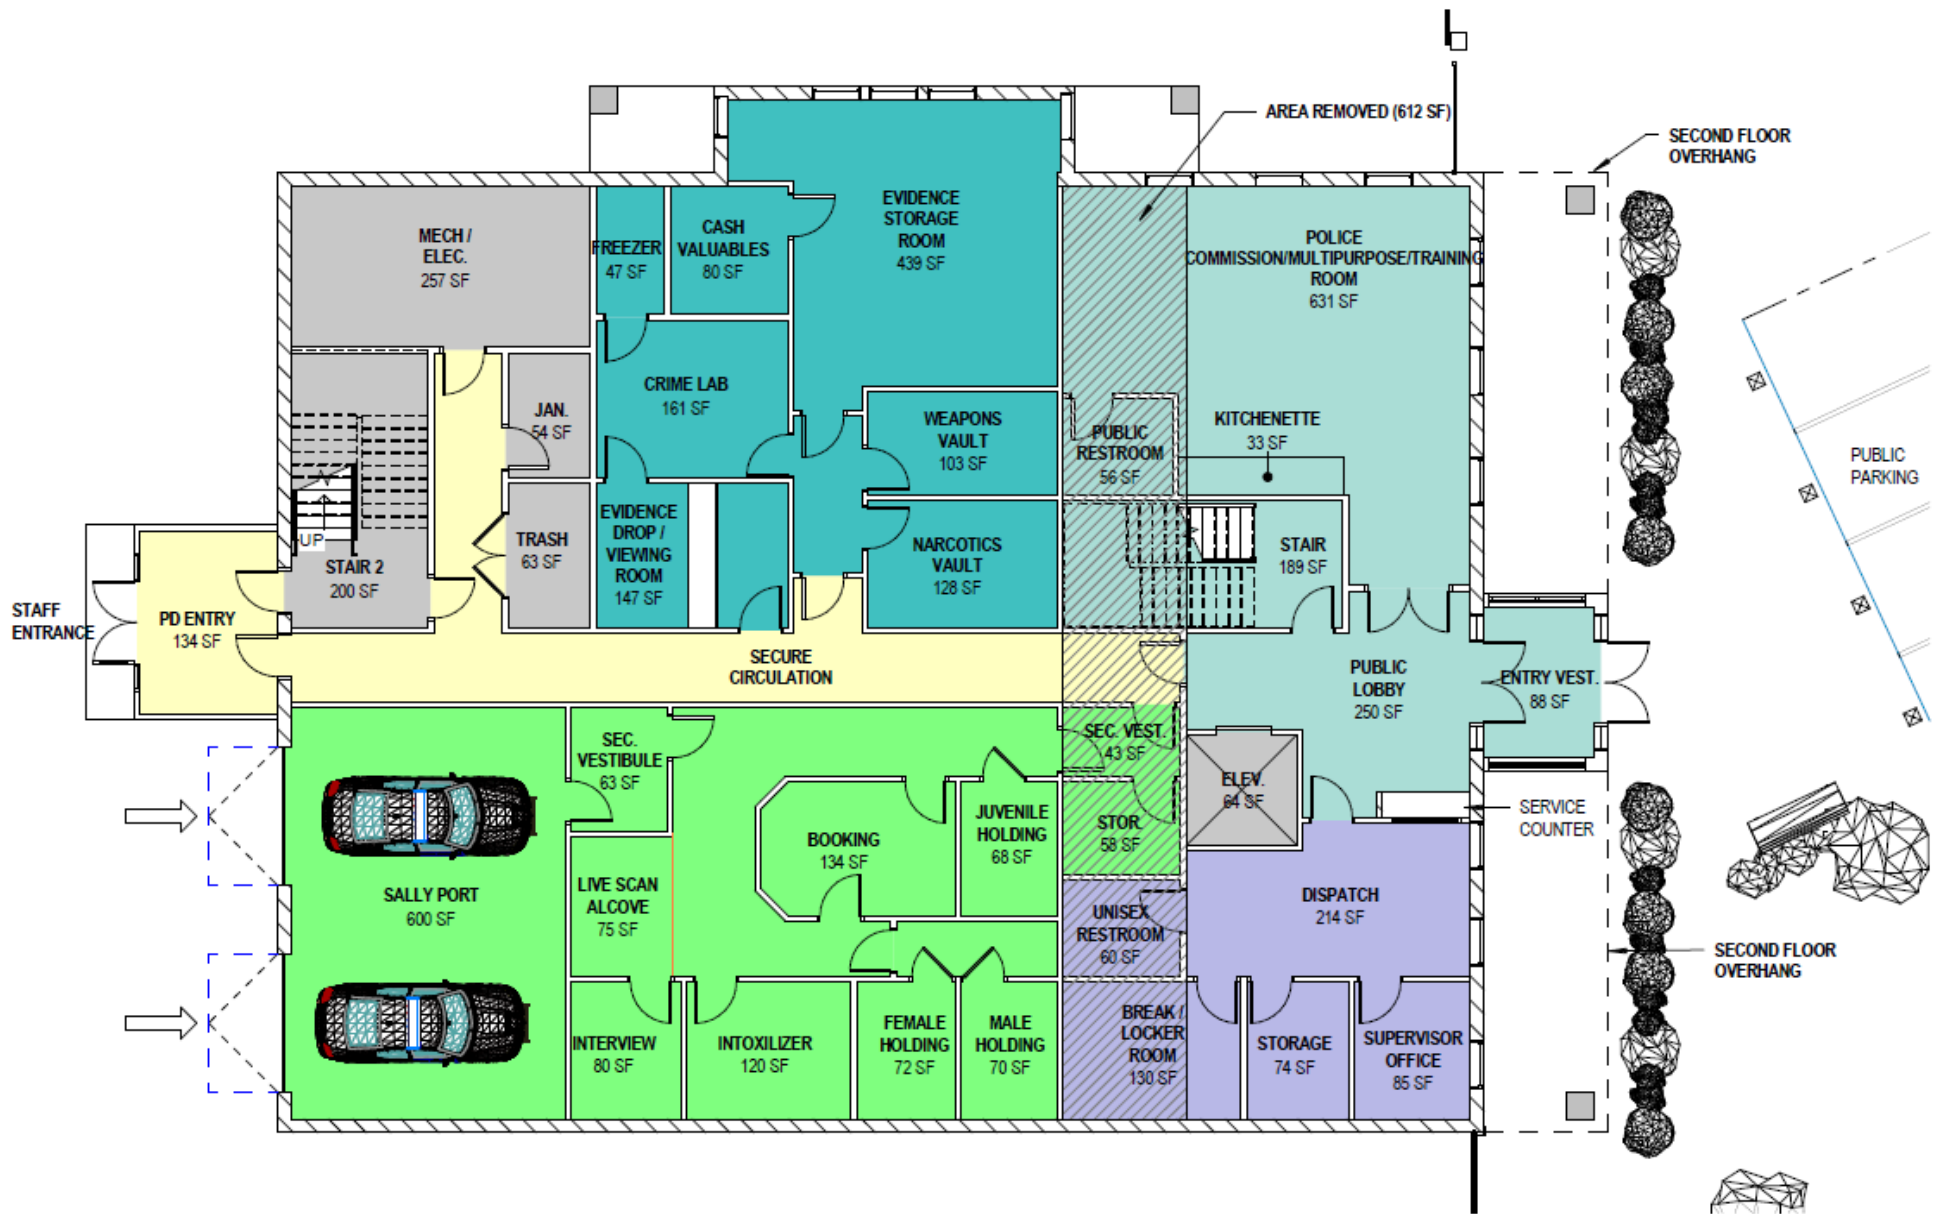 AREA REMOVED (612 SF)
SECOND FLOOR
OVERHANG
MECH /
ELEC.
257 SF
FREEZER
47 SF
CASH
VALUABLES
80 SF
EVIDENCE
STORAGE
ROOM
439 SF
POLICE
COMMISSION/MULTIPURPOSE/TRAINING
ROOM
631 SF
JAN.
54 SF
CRIME LAB
161 SF
WEAPONS
VAULT
103 SF
PUBLIC
RESTROOM
56 SF
KITCHENETTE
33 SF
PUBLIC
PARKING
UP
STAIR 2
200 SF
TRASH
63 SF
EVIDENCE
DROP /
VIEWING
ROOM
147 SF
NARCOTICS
VAULT
128 SF
STAIR
189 SF
STAFF
ENTRANCE
PD ENTRY
134 SF
SECURE
CIRCULATION
PUBLIC
LOBBY
250 SF
ENTRY VEST.
88 SF
SEC.
VESTIBULE
63 SF
SEC. VEST.
43 SF
ELEV.
64 SF
SERVICE
COUNTER
JUVENILE
HOLDING
68 SF
STOR.
58 SF
BOOKING
134 SF
SALLY PORT
600 SF
LIVE SCAN
ALCOVE
75 SF
UNISEX
RESTROOM
60 SF
DISPATCH
214 SF
SECOND FLOOR
OVERHANG
INTERVIEW
80 SF
INTOXILIZER
120 SF
FEMALE
HOLDING
72 SF
MALE
HOLDING
70 SF
BREAK /
LOCKER
ROOM
130 SF
STORAGE
74 SF
SUPERVISOR
OFFICE
85 SF